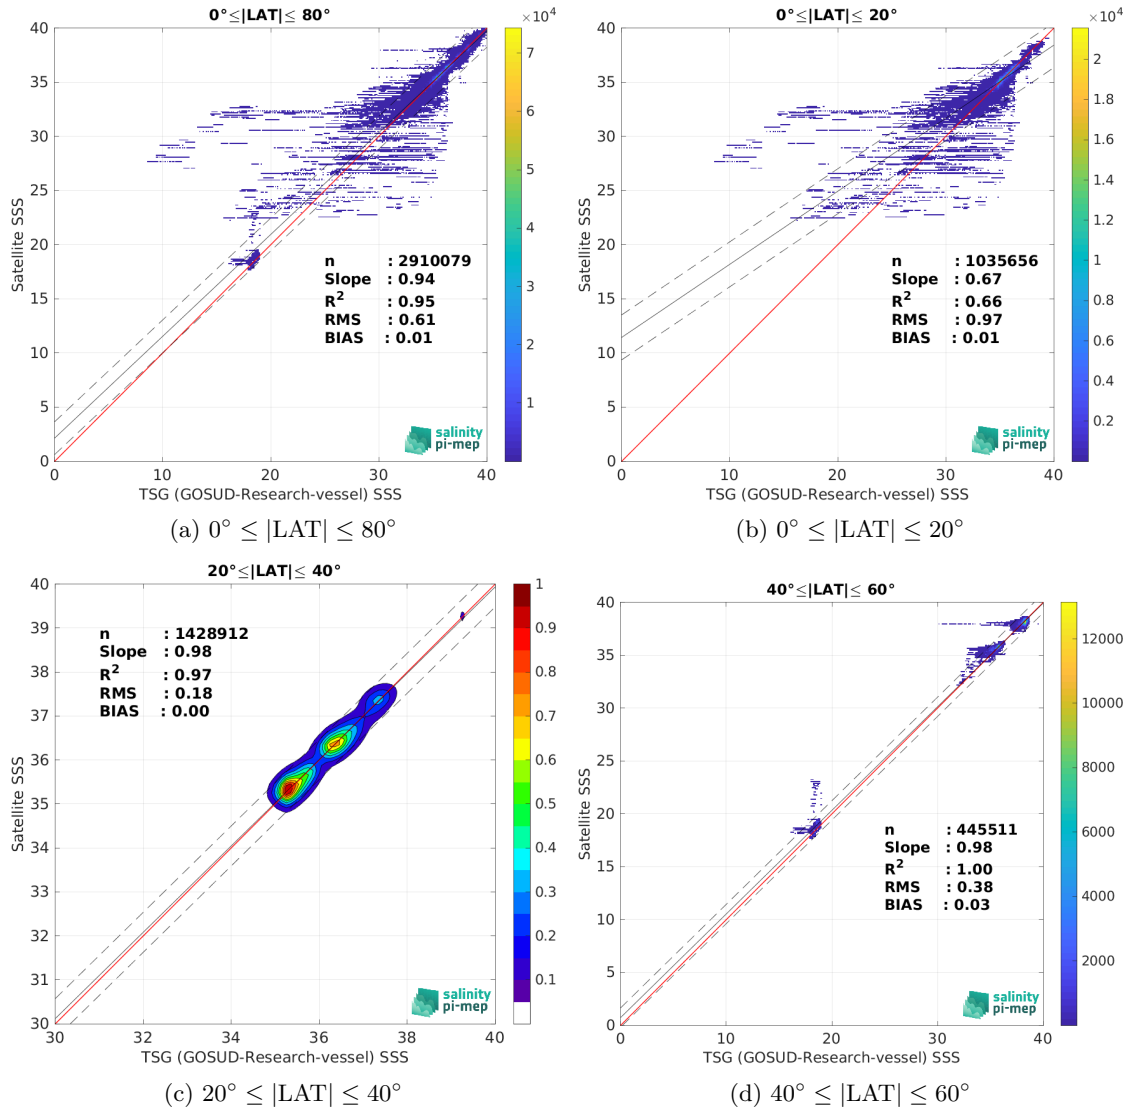 0°≤|LAT|≤ 80°
×10⁴
40
35
30
25
20
15
10
5
0
Satellite SSS
n : 2910079
Slope : 0.94
R² : 0.95
RMS : 0.61
BIAS : 0.01
salinity
pi-mep
0 10 20 30 40
TSG (GOSUD-Research-vessel) SSS
7
6
5
4
3
2
1
(a) 0° ≤ |LAT| ≤ 80°
0°≤|LAT|≤ 20°
×10⁴
40
35
30
25
20
15
10
5
0
Satellite SSS
n : 1035656
Slope : 0.67
R² : 0.66
RMS : 0.97
BIAS : 0.01
salinity
pi-mep
0 10 20 30 40
TSG (GOSUD-Research-vessel) SSS
2
1.8
1.6
1.4
1.2
1
0.8
0.6
0.4
0.2
(b) 0° ≤ |LAT| ≤ 20°
20°≤|LAT|≤ 40°
40
39
38
37
36
35
34
33
32
31
30
Satellite SSS
n : 1428912
Slope : 0.98
R² : 0.97
RMS : 0.18
BIAS : 0.00
salinity
pi-mep
30 32 34 36 38 40
TSG (GOSUD-Research-vessel) SSS
1
0.9
0.8
0.7
0.6
0.5
0.4
0.3
0.2
0.1
(c) 20° ≤ |LAT| ≤ 40°
40°≤|LAT|≤ 60°
40
35
30
25
20
15
10
5
0
Satellite SSS
n : 445511
Slope : 0.98
R² : 1.00
RMS : 0.38
BIAS : 0.03
salinity
pi-mep
0 10 20 30 40
TSG (GOSUD-Research-vessel) SSS
12000
10000
8000
6000
4000
2000
(d) 40° ≤ |LAT| ≤ 60°